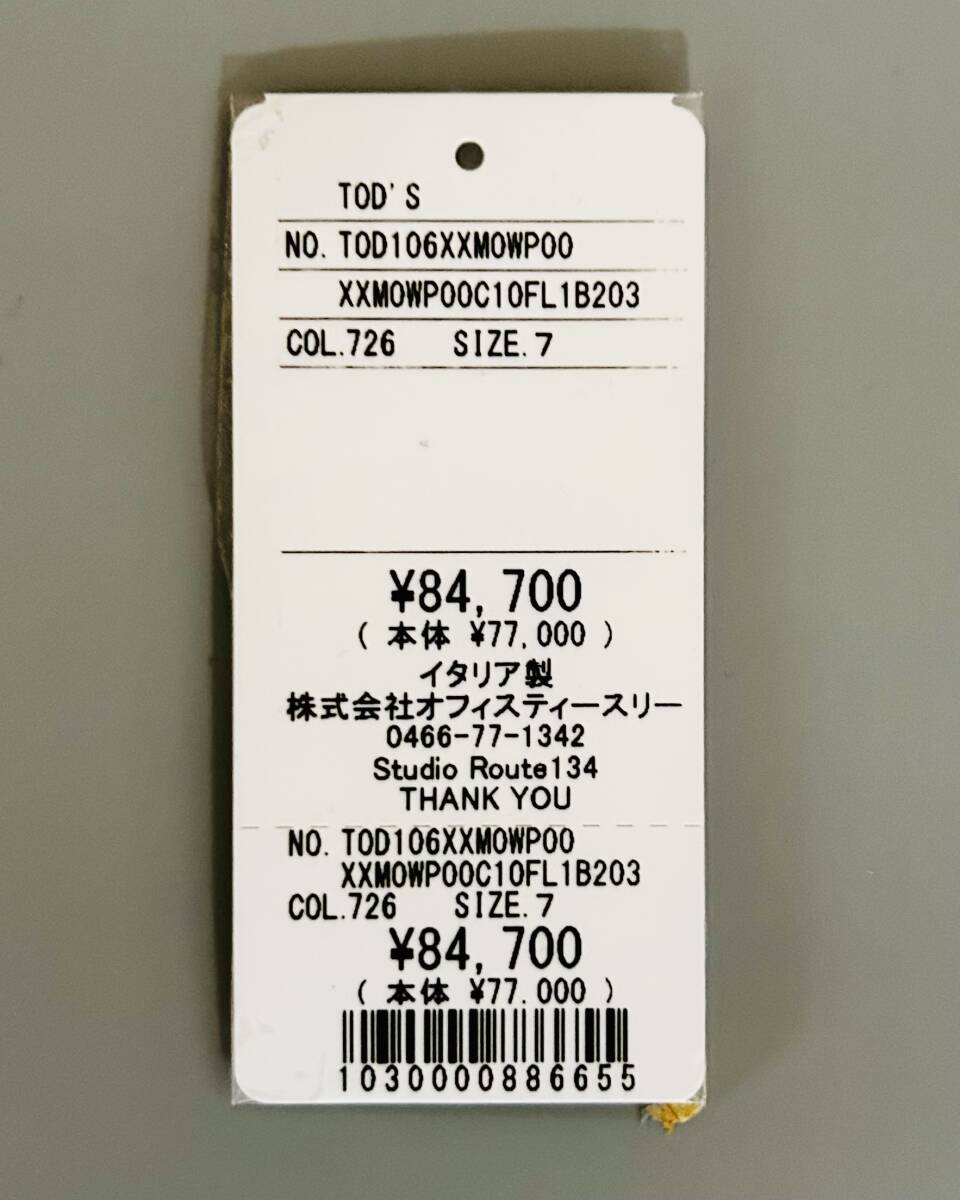 TOD'S
NO. TOD106XXM0WP00
XXM0WP00C10FL1B203
COL.726 SIZE.7
¥84,700
( 本体 ¥77,000 )
イタリア製
株式会社オフィスティースリー
0466-77-1342
Studio Route134
THANK YOU
NO. TOD106XXM0WP00
XXM0WP00C10FL1B203
COL.726 SIZE.7
¥84,700
( 本体 ¥77.000 )
1030000886655